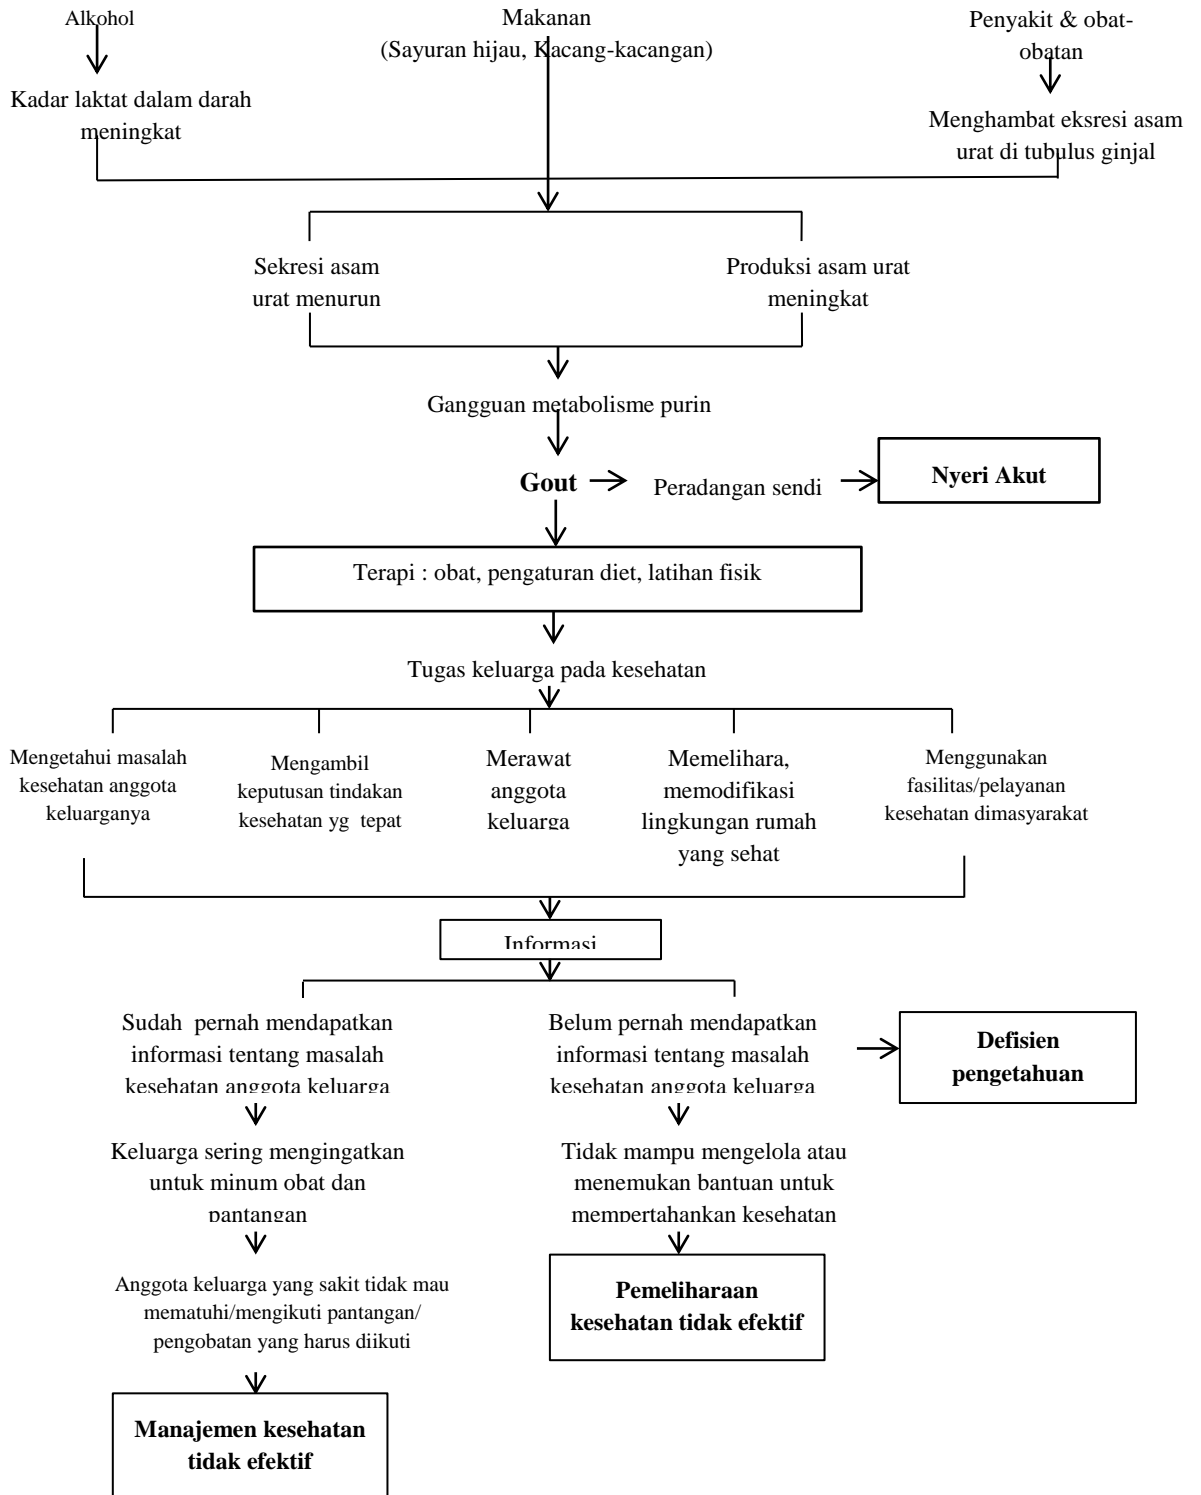 Alkohol
Makanan
(Sayuran hijau, Kacang-kacangan)
Penyakit & obat-
obatan
Kadar laktat dalam darah
meningkat
Menghambat eksresi asam
urat di tubulus ginjal
Sekresi asam
urat menurun
Produksi asam urat
meningkat
Gangguan metabolisme purin
Gout
Peradangan sendi
Nyeri Akut
Terapi : obat, pengaturan diet, latihan fisik
Tugas keluarga pada kesehatan
Mengetahui masalah
kesehatan anggota
keluarganya
Mengambil
keputusan tindakan
kesehatan yg tepat
Merawat
anggota
keluarga
Memelihara,
memodifikasi
lingkungan rumah
yang sehat
Menggunakan
fasilitas/pelayanan
kesehatan dimasyarakat
Informasi
Sudah pernah mendapatkan
informasi tentang masalah
kesehatan anggota keluarga
Belum pernah mendapatkan
informasi tentang masalah
kesehatan anggota keluarga
Defisien
pengetahuan
Keluarga sering mengingatkan
untuk minum obat dan
pantangan
Tidak mampu mengelola atau
menemukan bantuan untuk
mempertahankan kesehatan
Anggota keluarga yang sakit tidak mau
mematuhi/mengikuti pantangan/
pengobatan yang harus diikuti
Pemeliharaan
kesehatan tidak efektif
Manajemen kesehatan
tidak efektif